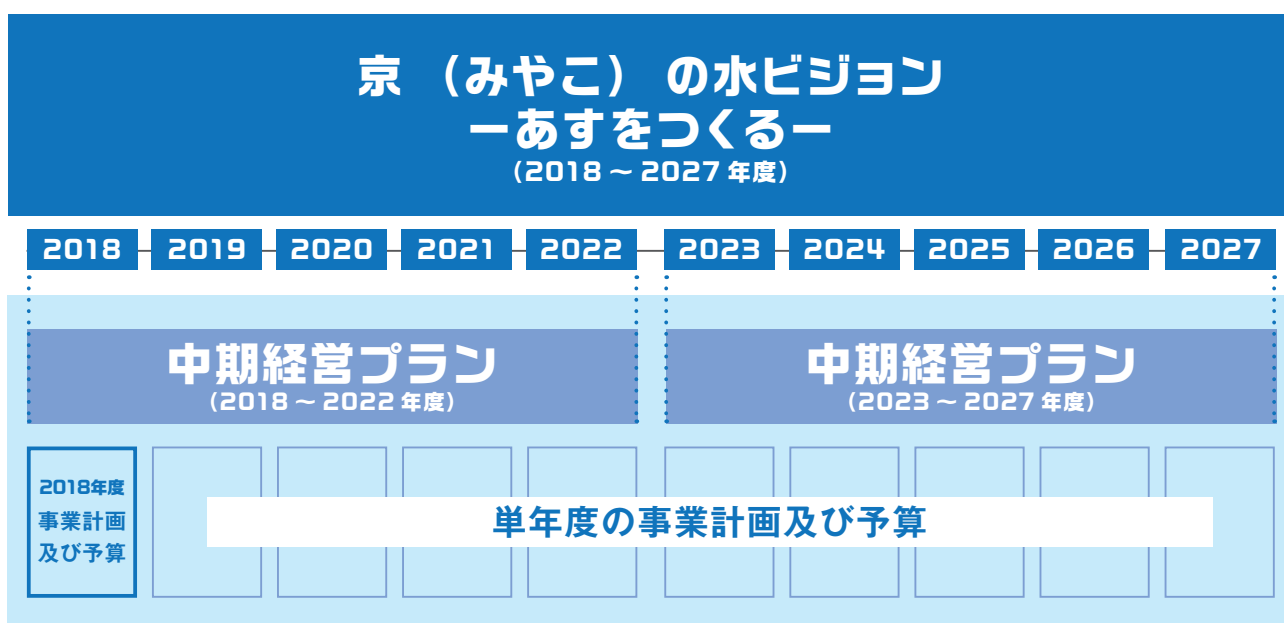 京（みやこ）の水ビジョン
ーあすをつくるー
（2018～2027年度）
2018 2019 2020 2021 2022 2023 2024 2025 2026 2027
中期経営プラン
（2018～2022年度）
中期経営プラン
（2023～2027年度）
2018年度
事業計画
及び予算
単年度の事業計画及び予算